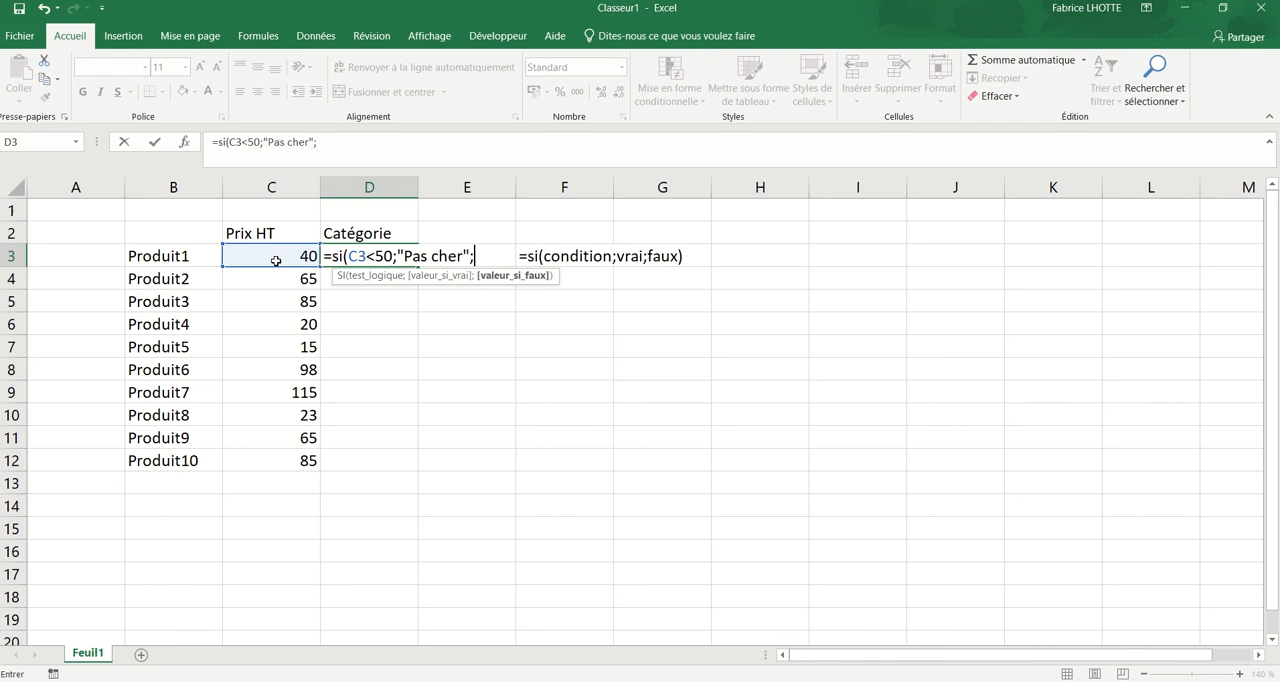 Classeur1 - Excel
Fabrice LHOTTE
Fichier Accueil Insertion Mise en page Formules Données Révision Affichage Développeur Aide Dites-nous ce que vous voulez faire
Partager
Coller
Presse-papiers
11
G I S
A A
A
Police
Renvoyer à la ligne automatiquement
Fusionner et centrer
Alignement
Standard
% 000
Nombre
Mise en forme
conditionnelle
Mettre sous forme
de tableau
Styles de
cellules
Styles
Insérer Supprimer Format
Cellules
Somme automatique
Recopier
Effacer
Trier et
filtrer
Rechercher et
sélectionner
Édition
D3
fx
=si(C3<50;"Pas cher";
A B C D E F G H I J K L M
1
2 Prix HT Catégorie
3 Produit1 40 =si(C3<50;"Pas cher"; =si(condition;vrai;faux)
SI(test_logique; [valeur_si_vrai]; [valeur_si_faux])
4 Produit2 65
5 Produit3 85
6 Produit4 20
7 Produit5 15
8 Produit6 98
9 Produit7 115
10 Produit8 23
11 Produit9 65
12 Produit10 85
13
14
15
16
17
18
19
20
Feuil1
Entrer
140 %